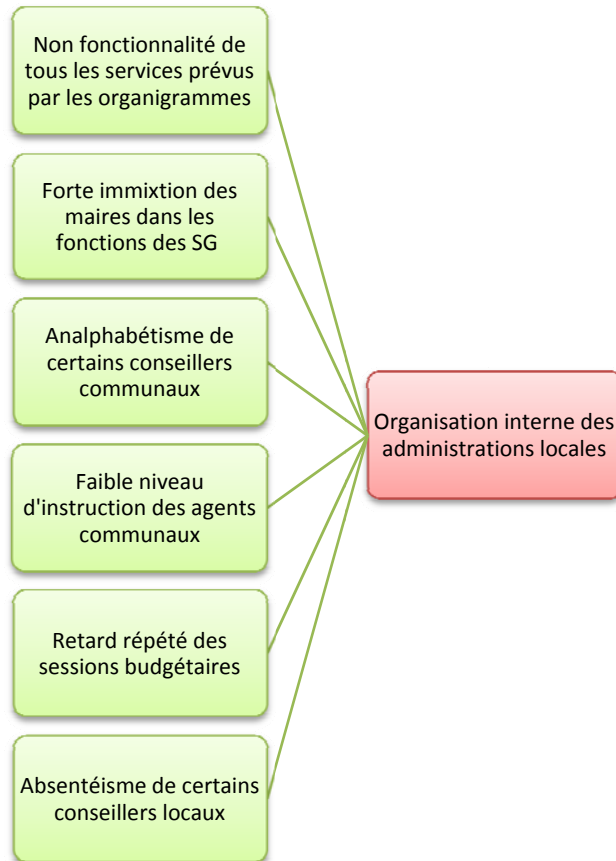 Non fonctionnalité de
tous les services prévus
par les organigrammes
Forte immixtion des
maires dans les
fonctions des SG
Analphabétisme de
certains conseillers
communaux
Faible niveau
d'instruction des agents
communaux
Retard répété des
sessions budgétaires
Absentéisme de certains
conseillers locaux
Organisation interne des
administrations locales